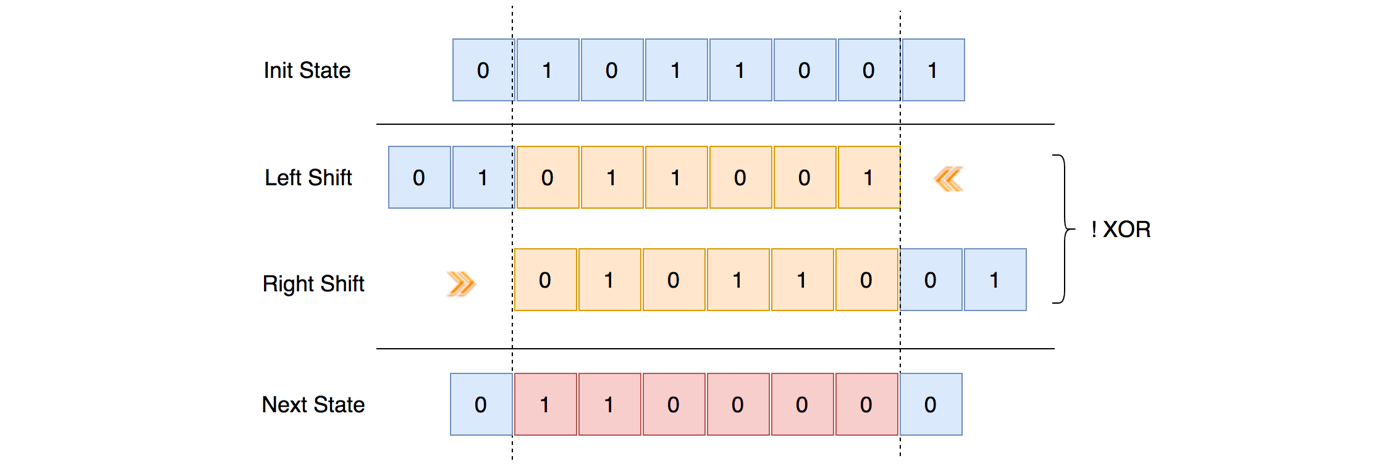 Init State 0 1 0 1 1 0 0 1
Left Shift 0 1 0 1 1 0 0 1
Right Shift 0 1 0 1 1 0 0 1
! XOR
Next State 0 1 1 0 0 0 0 0